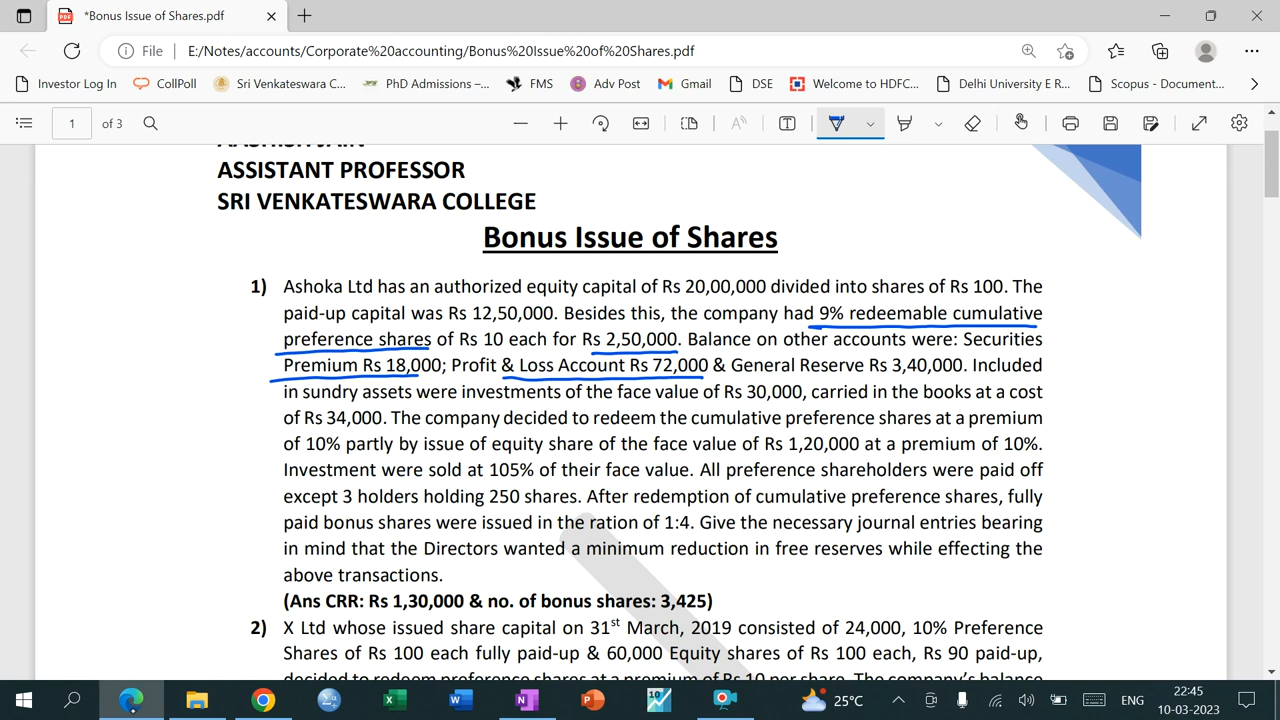 *Bonus Issue of Shares.pdf
File
E:/Notes/accounts/Corporate%20accounting/Bonus%20Issue%20of%20Shares.pdf
Investor Log In
CollPoll
Sri Venkateswara C...
PhD Admissions –...
FMS
Adv Post
Gmail
DSE
Welcome to HDFC...
Delhi University E R...
Scopus - Document...
1 of 3
ASSISTANT PROFESSOR
SRI VENKATESWARA COLLEGE
Bonus Issue of Shares
1) Ashoka Ltd has an authorized equity capital of Rs 20,00,000 divided into shares of Rs 100. The
paid-up capital was Rs 12,50,000. Besides this, the company had 9% redeemable cumulative
preference shares of Rs 10 each for Rs 2,50,000. Balance on other accounts were: Securities
Premium Rs 18,000; Profit & Loss Account Rs 72,000 & General Reserve Rs 3,40,000. Included
in sundry assets were investments of the face value of Rs 30,000, carried in the books at a cost
of Rs 34,000. The company decided to redeem the cumulative preference shares at a premium
of 10% partly by issue of equity share of the face value of Rs 1,20,000 at a premium of 10%.
Investment were sold at 105% of their face value. All preference shareholders were paid off
except 3 holders holding 250 shares. After redemption of cumulative preference shares, fully
paid bonus shares were issued in the ration of 1:4. Give the necessary journal entries bearing
in mind that the Directors wanted a minimum reduction in free reserves while effecting the
above transactions.
(Ans CRR: Rs 1,30,000 & no. of bonus shares: 3,425)
2) X Ltd whose issued share capital on 31st March, 2019 consisted of 24,000, 10% Preference
Shares of Rs 100 each fully paid-up & 60,000 Equity shares of Rs 100 each, Rs 90 paid-up,
decided to redeem preference shares at a premium of Rs 10 per share. The company's balance
25°C
ENG
22:45
10-03-2023